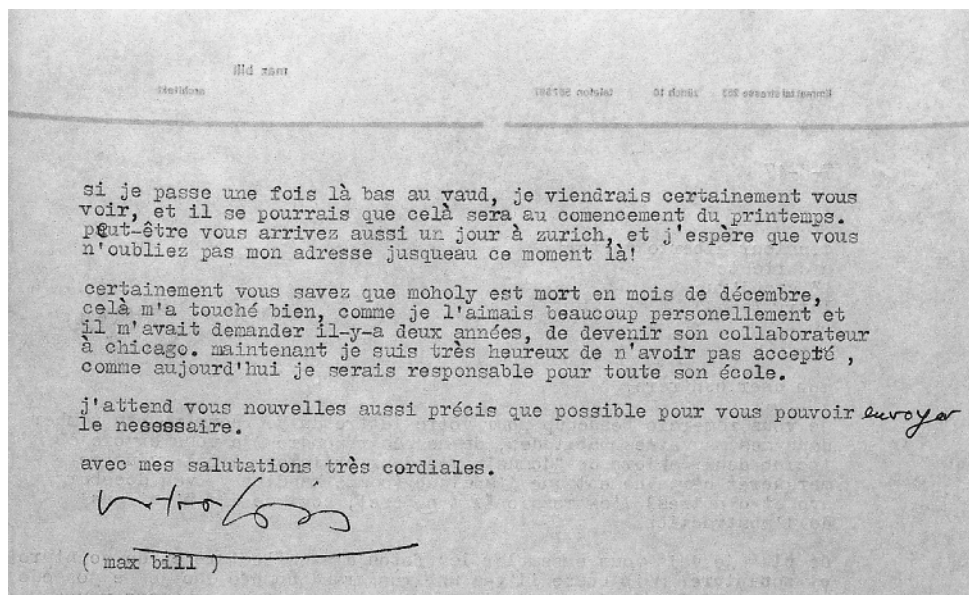 max bill
architekt
zürich 10
telefon
si je passe une fois là bas au vaud, je viendrais certainement vous
voir, et il se pourrais que celà sera au comencement du printemps.
peut-être vous arrivez aussi un jour à zurich, et j'espère que vous
n'oubliez pas mon adresse jusqueau ce moment là!
certainement vous savez que moholy est mort en mois de décembre,
celà m'a touché bien, comme je l'aimais beaucoup personellement et
il m'avait demander il-y-a deux années, de devenir son collaborateur
à chicago. maintenant je suis très heureux de n'avoir pas accepté ,
comme aujourd'hui je serais responsable pour toute son école.
j'attend vous nouvelles aussi précis que possible pour vous pouvoir envoyer
le necessaire.
avec mes salutations très cordiales.
( max bill )